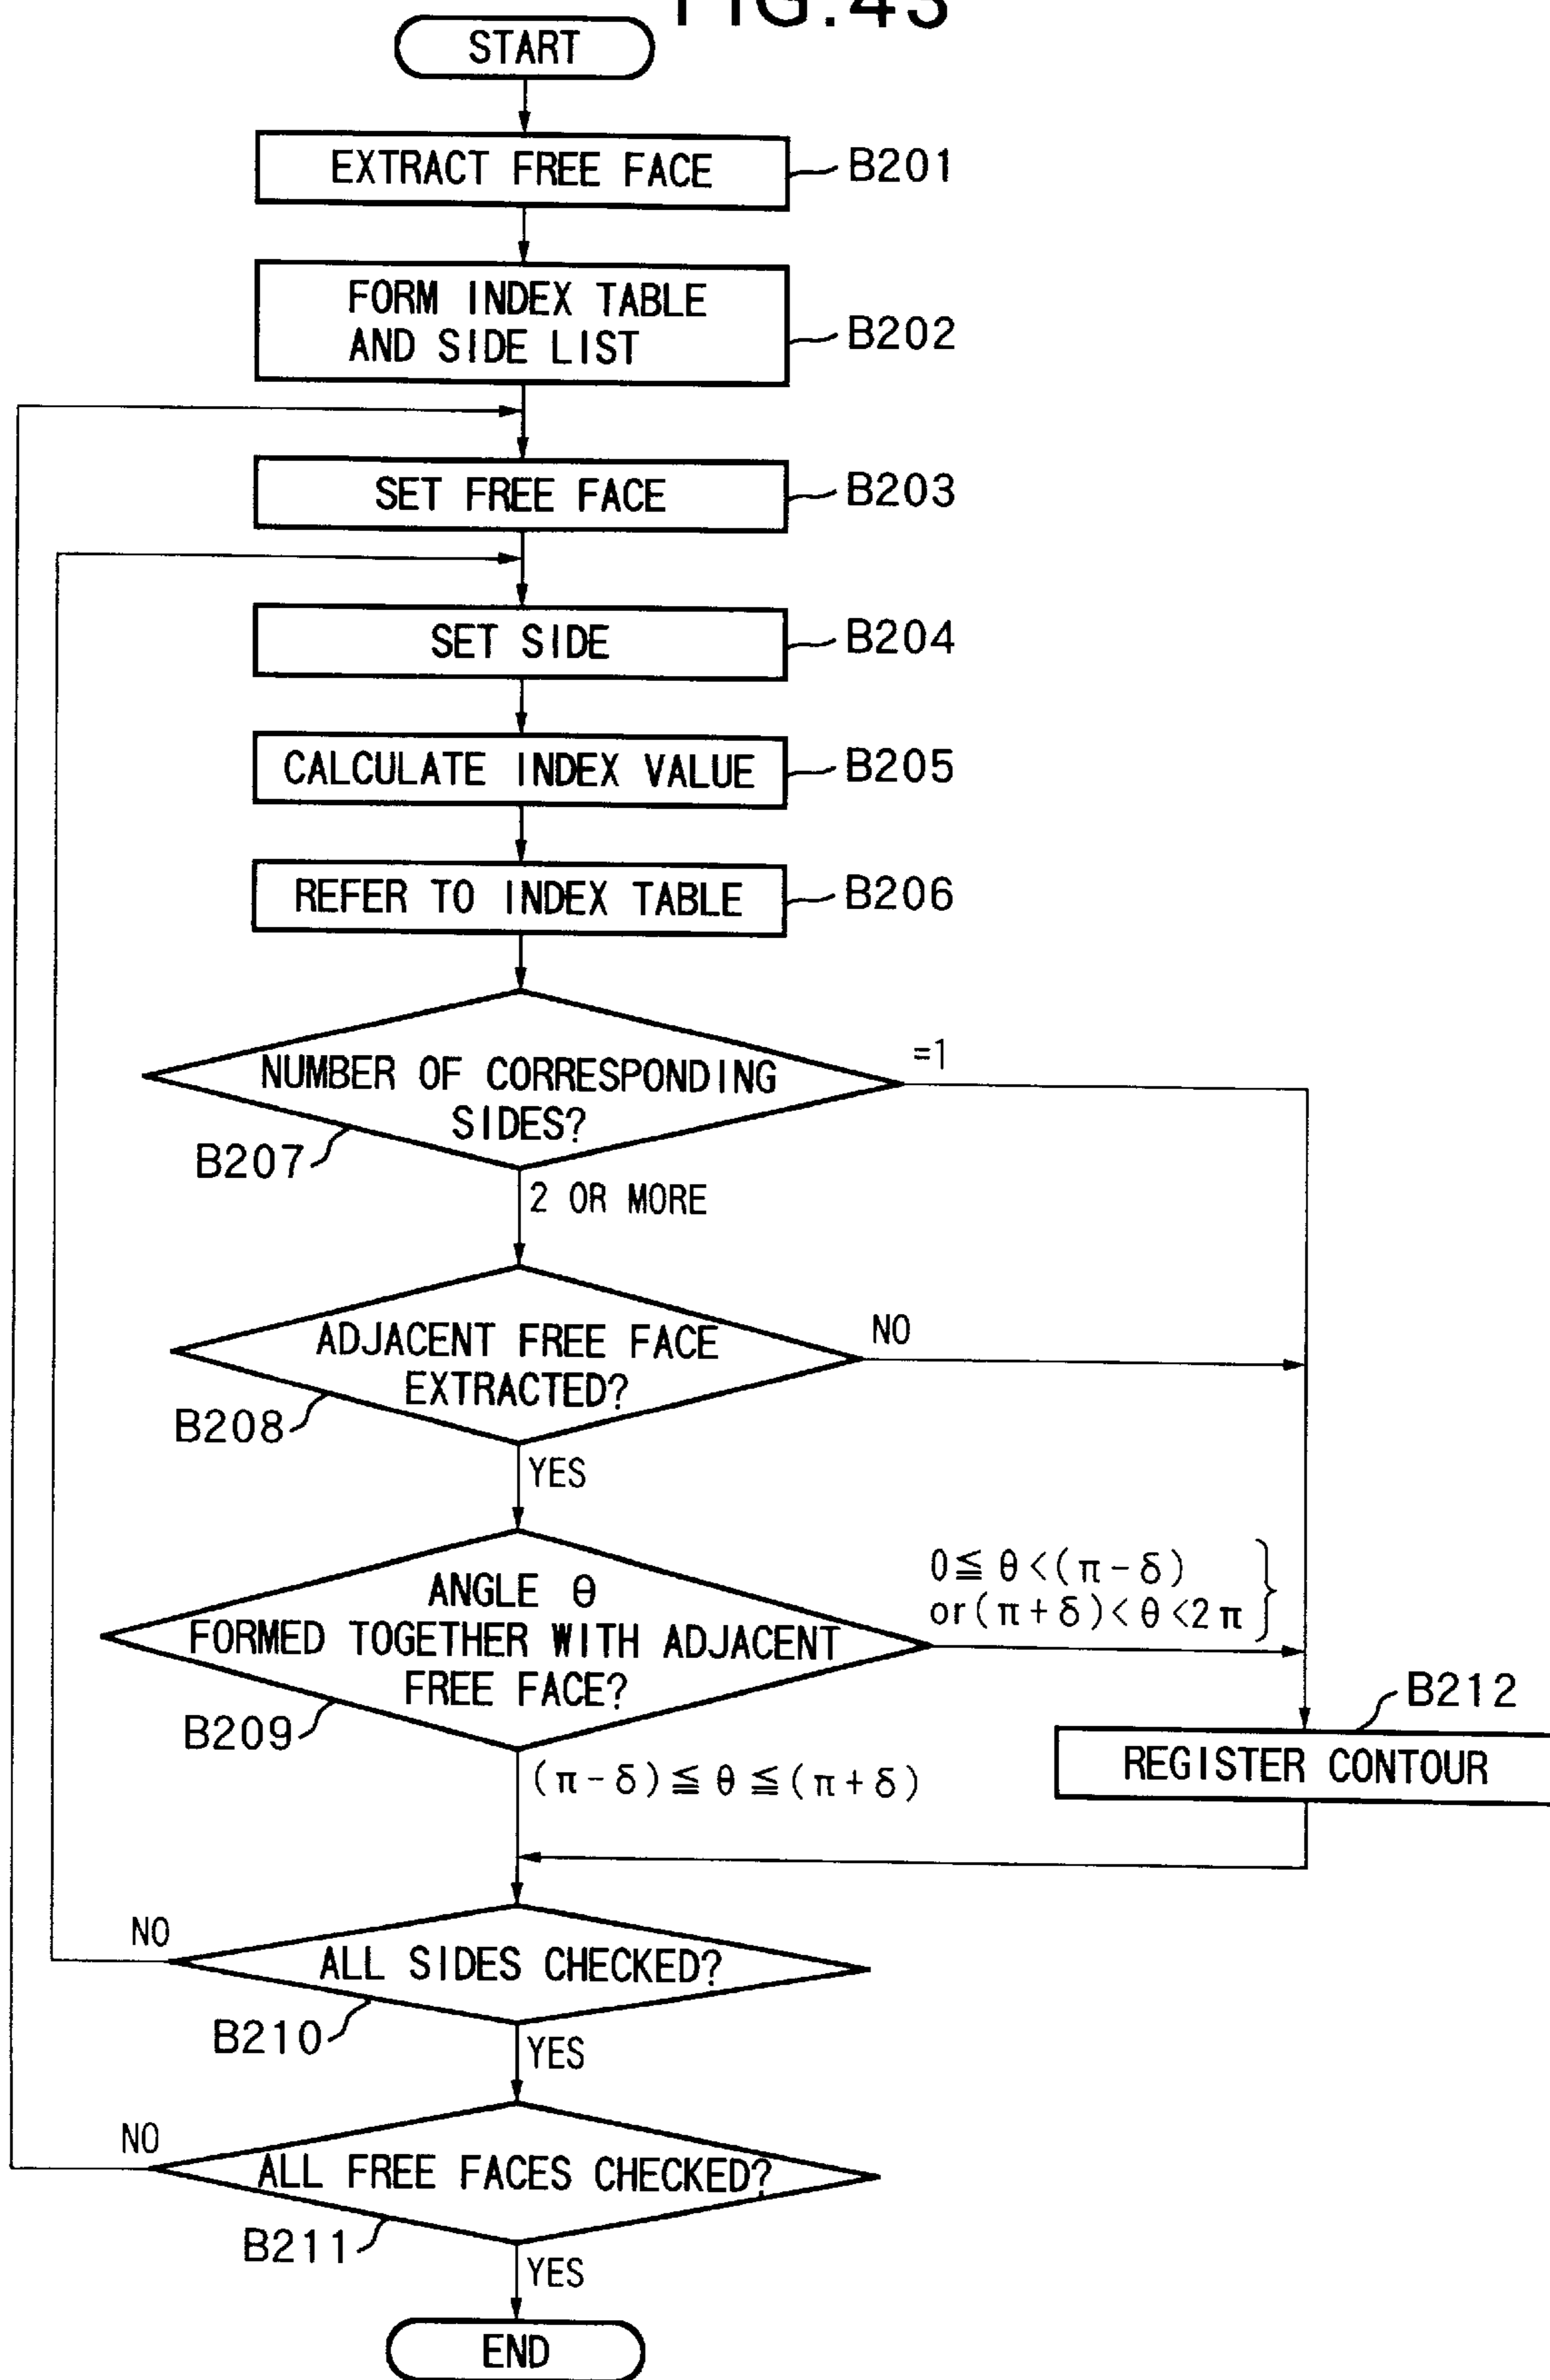 FIG.43
START
EXTRACT FREE FACE
B201
FORM INDEX TABLE
AND SIDE LIST
B202
SET FREE FACE
B203
SET SIDE
B204
CALCULATE INDEX VALUE
B205
REFER TO INDEX TABLE
B206
=1
NUMBER OF CORRESPONDING
SIDES?
B207
2 OR MORE
NO
ADJACENT FREE FACE
EXTRACTED?
B208
YES
0≦θ<(π-δ)
or(π+δ)<θ<2π
ANGLE θ
FORMED TOGETHER WITH ADJACENT
FREE FACE?
B209
B212
REGISTER CONTOUR
(π-δ)≦θ≦(π+δ)
NO
ALL SIDES CHECKED?
B210
YES
NO
ALL FREE FACES CHECKED?
B211
YES
END